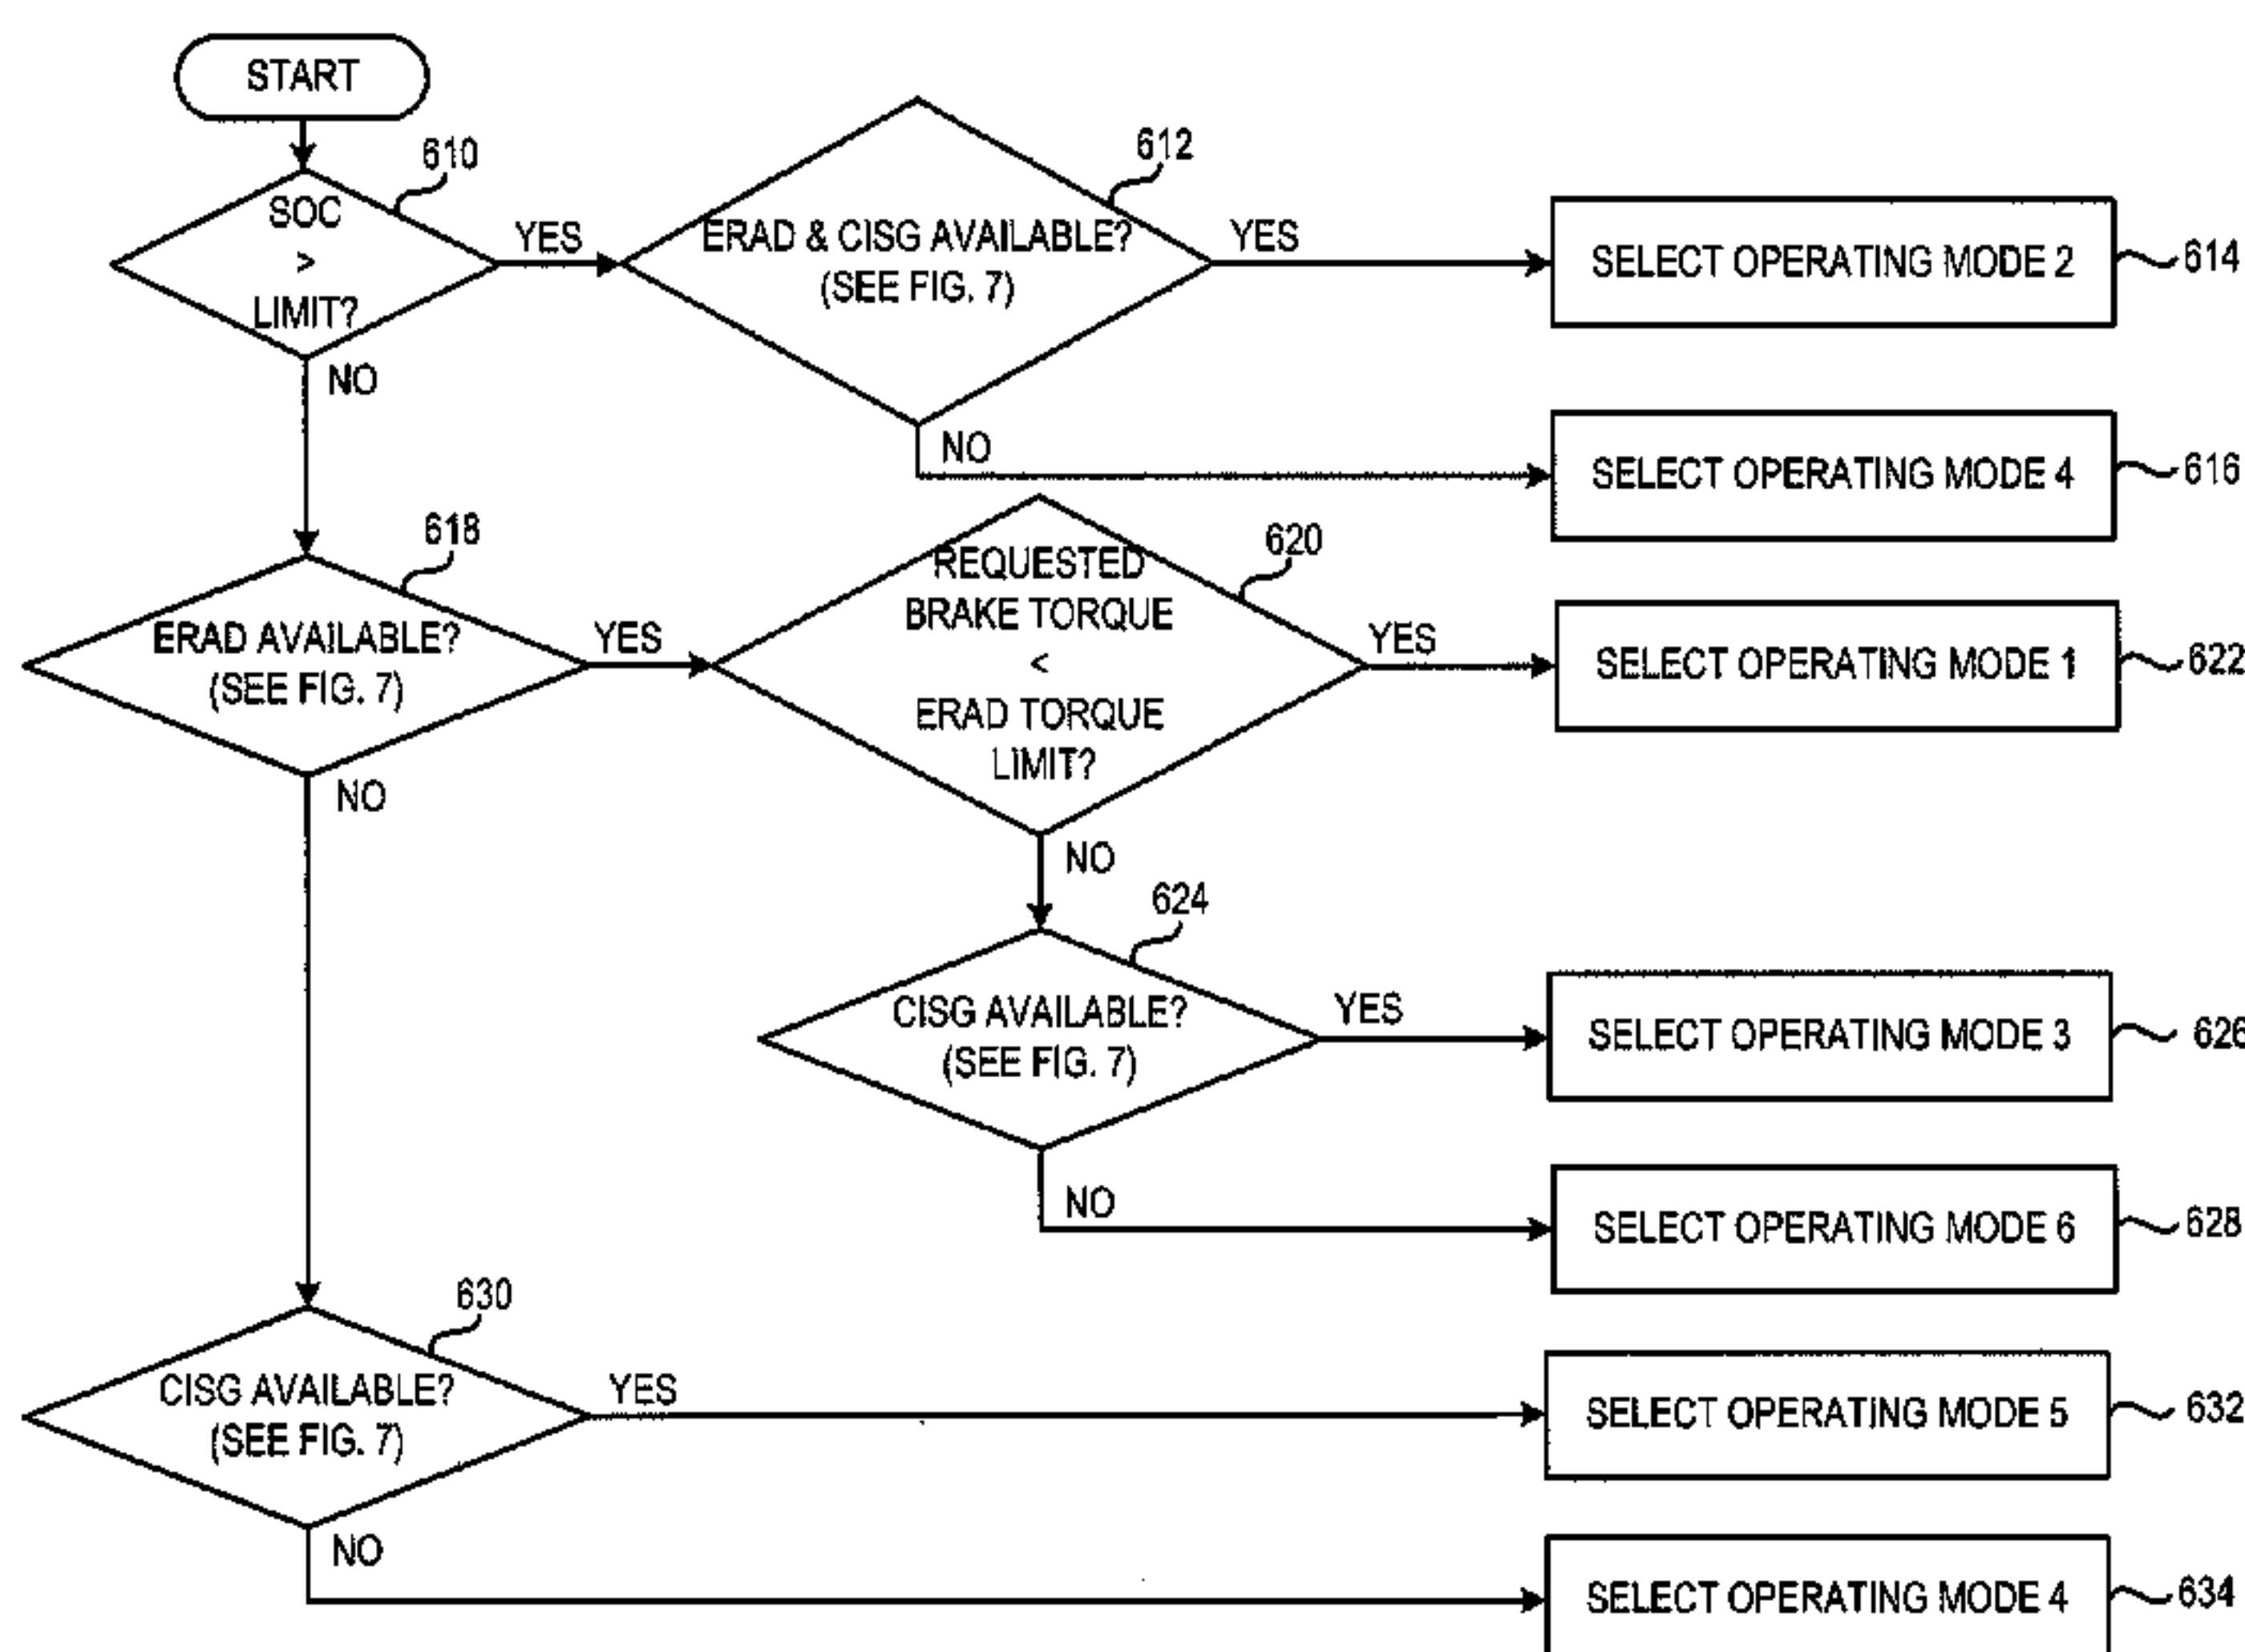 START
610
SOC
>
LIMIT?
YES
NO
612
ERAD & CISG AVAILABLE?
(SEE FIG. 7)
YES
NO
SELECT OPERATING MODE 2
614
SELECT OPERATING MODE 4
616
618
ERAD AVAILABLE?
(SEE FIG. 7)
YES
NO
620
REQUESTED
BRAKE TORQUE
<
ERAD TORQUE
LIMIT?
YES
NO
SELECT OPERATING MODE 1
622
624
CISG AVAILABLE?
(SEE FIG. 7)
YES
NO
SELECT OPERATING MODE 3
626
SELECT OPERATING MODE 6
628
630
CISG AVAILABLE?
(SEE FIG. 7)
YES
NO
SELECT OPERATING MODE 5
632
SELECT OPERATING MODE 4
634